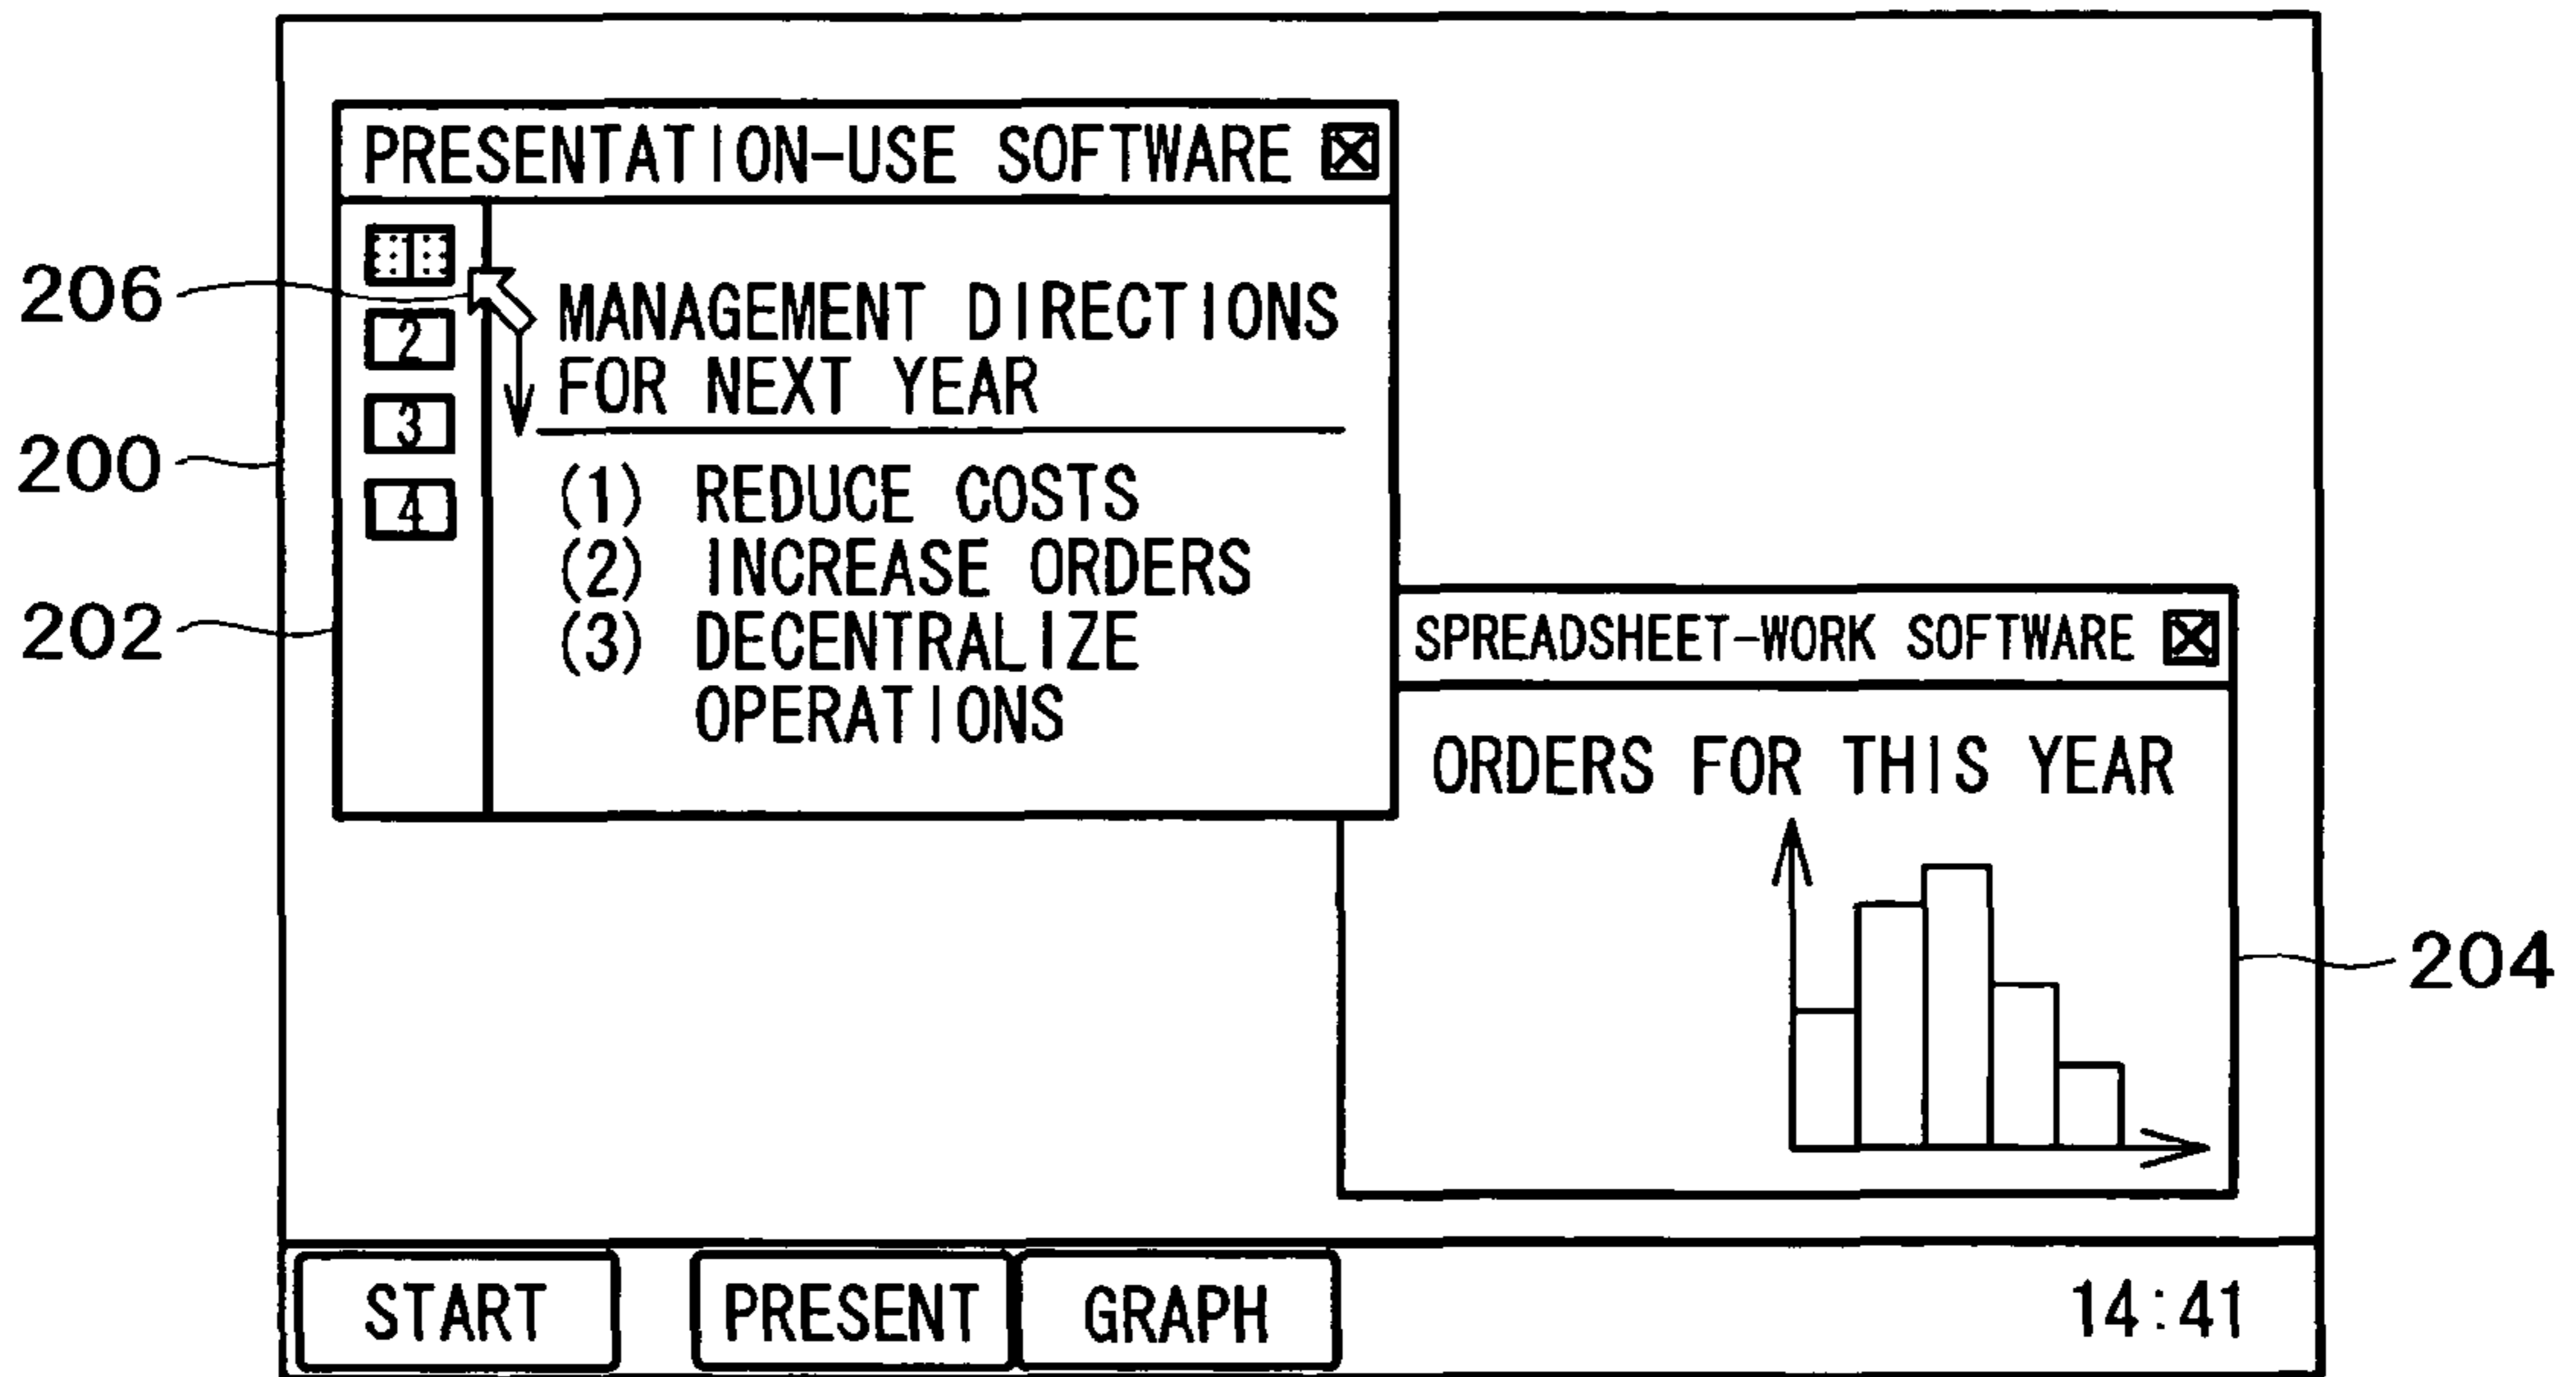 PRESENTATION-USE SOFTWARE
1
2
3
4
MANAGEMENT DIRECTIONS
FOR NEXT YEAR
(1) REDUCE COSTS
(2) INCREASE ORDERS
(3) DECENTRALIZE
OPERATIONS
206
200
202
SPREADSHEET-WORK SOFTWARE
ORDERS FOR THIS YEAR
204
START
PRESENT
GRAPH
14:41